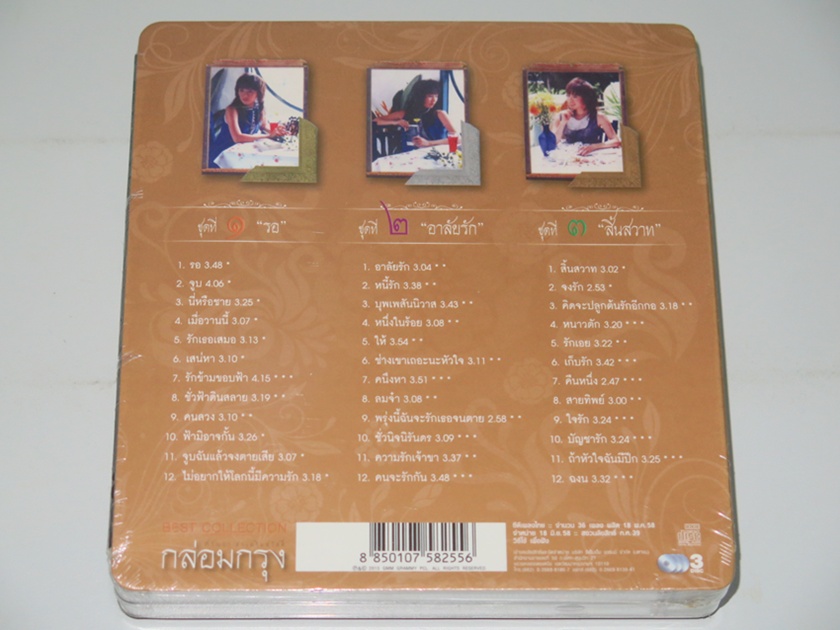 ชุดที่ ๑ "รอ"
1. รอ 3.48 *
2. จูบ 4.06 *
3. นี่หรือชาย 3.25 *
4. เมื่อวานนี้ 3.07 *
5. รักเธอเสมอ 3.13 *
6. เสน่หา 3.10 *
7. รักข้ามขอบฟ้า 4.15 * * *
8. ชั่วฟ้าดินสลาย 3.19 * *
9. คนลวง 3.10 * *
10. ฟ้ามิอาจกั้น 3.26 *
11. จูบฉันแล้วจงตายเสีย 3.07 *
12. ไม่อยากให้โลกนี้มีความรัก 3.18 *
ชุดที่ ๒ "อาลัยรัก"
1. อาลัยรัก 3.04 * *
2. หนี้รัก 3.38 * *
3. บุพเพสันนิวาส 3.43 * *
4. หนึ่งในร้อย 3.08 * *
5. ให้ 3.54 * *
6. ช่างเขาเถอะนะหัวใจ 3.11 * *
7. คนึงหา 3.51 * * *
8. ลมจ๋า 3.08 * *
9. พรุ่งนี้ฉันจะรักเธอจนตาย 2.58 * *
10. ชั่วนิจนิรันดร 3.09 * * *
11. ความรักเจ้าขา 3.37 * *
12. คนจะรักกัน 3.48 * * *
ชุดที่ ๓ "สิ้นสวาท"
1. สิ้นสวาท 3.02 *
2. จงรัก 2.53 *
3. คิดจะปลูกต้นรักอีกกอ 3.18 * *
4. หนาวตัก 3.20 * * *
5. รักเอย 3.22 * *
6. เก็บรัก 3.42 * * *
7. คืนหนึ่ง 2.47 * * *
8. สายทิพย์ 3.00 * *
9. ใจรัก 3.24 * * *
10. บัญชารัก 3.24 * * *
11. ถ้าหัวใจฉันมีปีก 3.25 * * *
12. ฉงน 3.32 * * *
BEST COLLECTION
กล่อมกรุง
8 850107 582556
จำนวน 36 เพลง
3